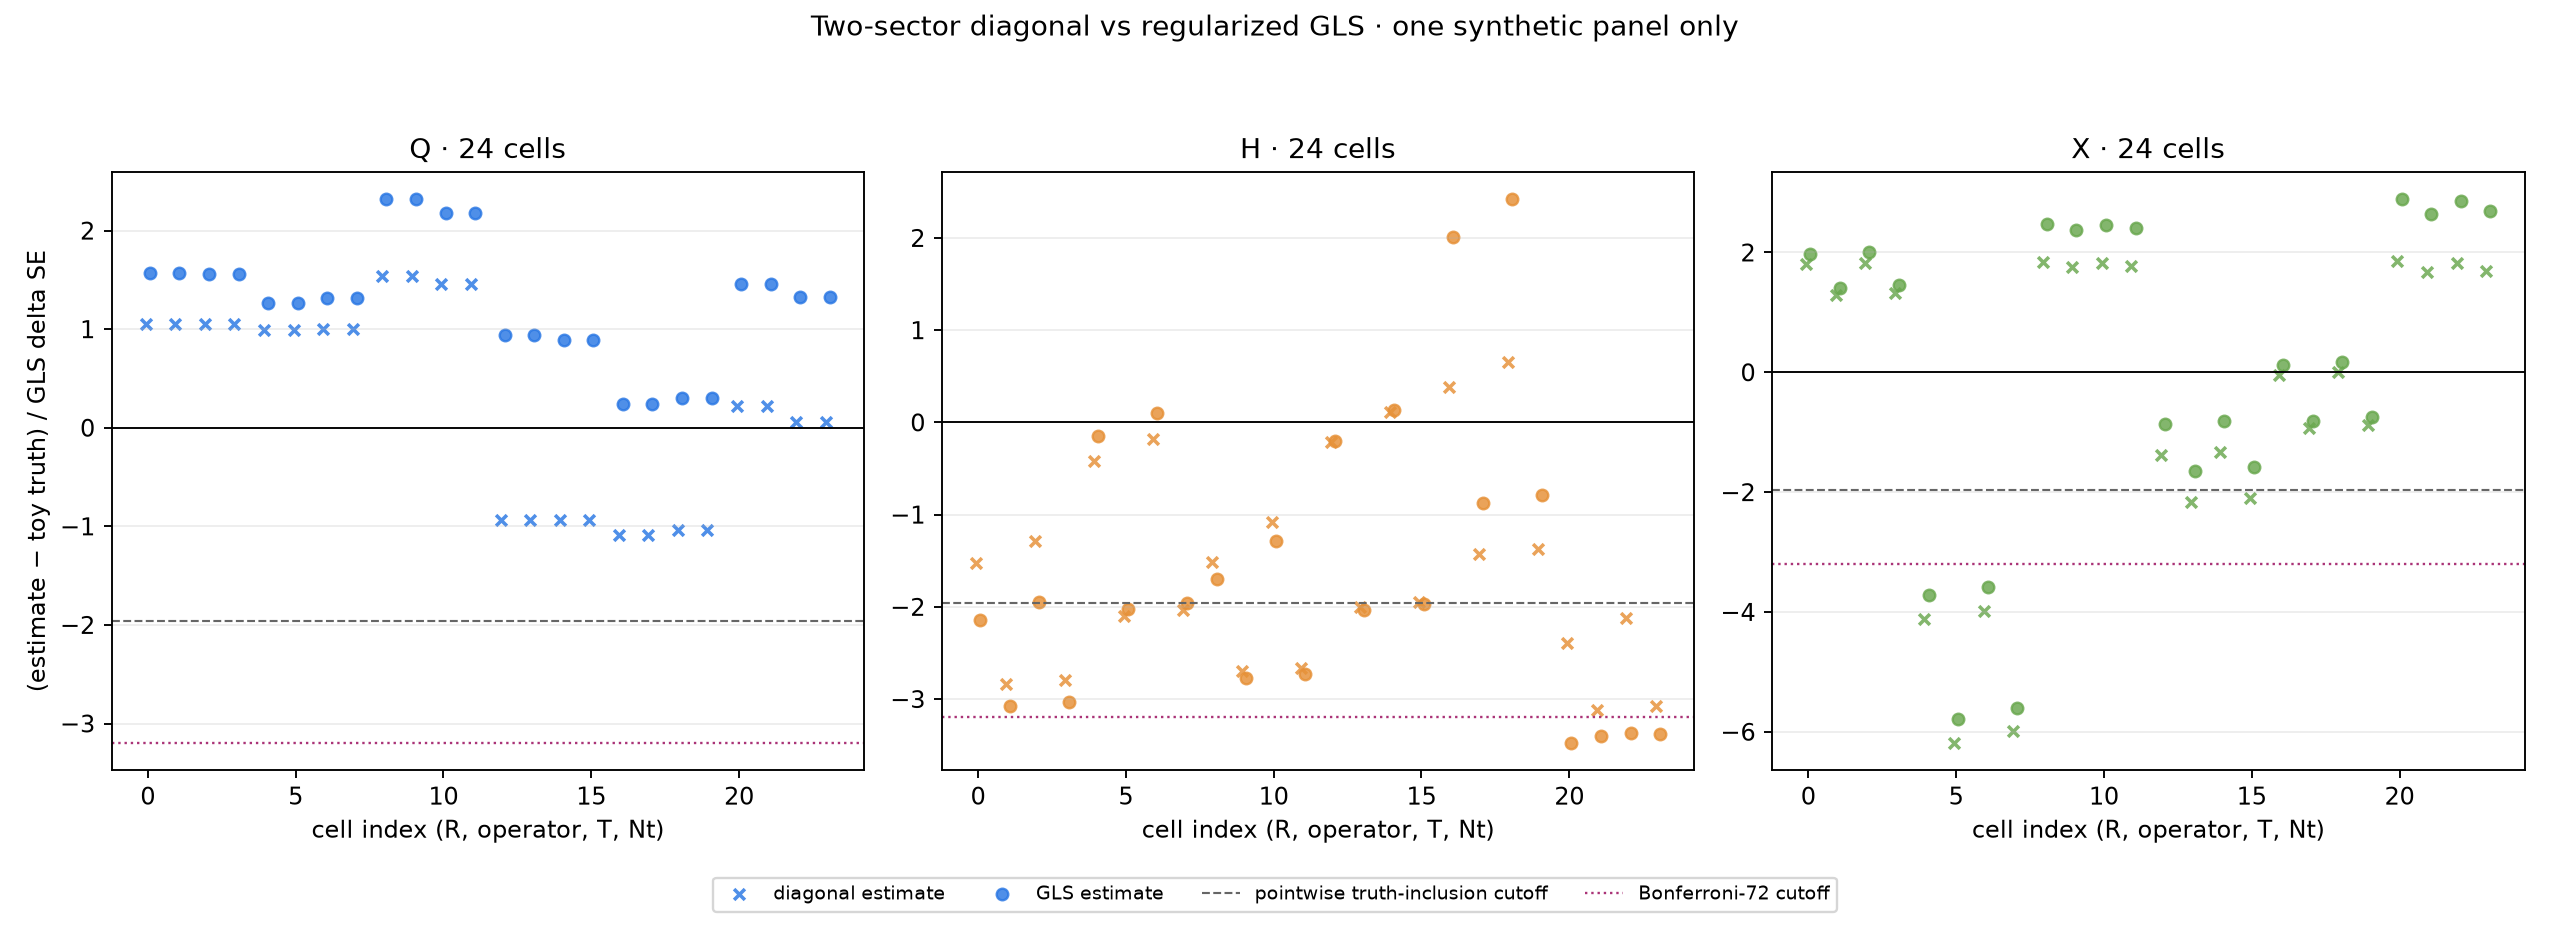 Two-sector diagonal vs regularized GLS · one synthetic panel only
Q · 24 cells
H · 24 cells
X · 24 cells
(estimate − toy truth) / GLS delta SE
2
1
0
−1
−2
−3
0 5 10 15 20
cell index (R, operator, T, Nt)
2
1
0
−1
−2
−3
0 5 10 15 20
cell index (R, operator, T, Nt)
2
0
−2
−4
−6
0 5 10 15 20
cell index (R, operator, T, Nt)
diagonal estimate GLS estimate pointwise truth-inclusion cutoff Bonferroni-72 cutoff